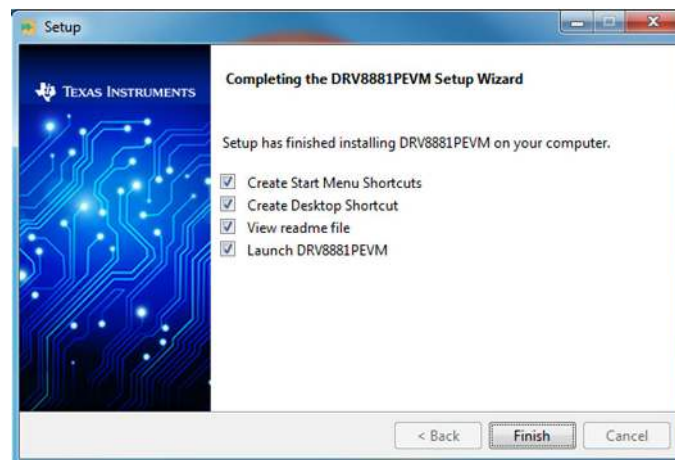 Setup
TEXAS INSTRUMENTS
Completing the DRV8881PEVM Setup Wizard
Setup has finished installing DRV8881PEVM on your computer.
Create Start Menu Shortcuts
Create Desktop Shortcut
View readme file
Launch DRV8881PEVM
< Back Finish Cancel